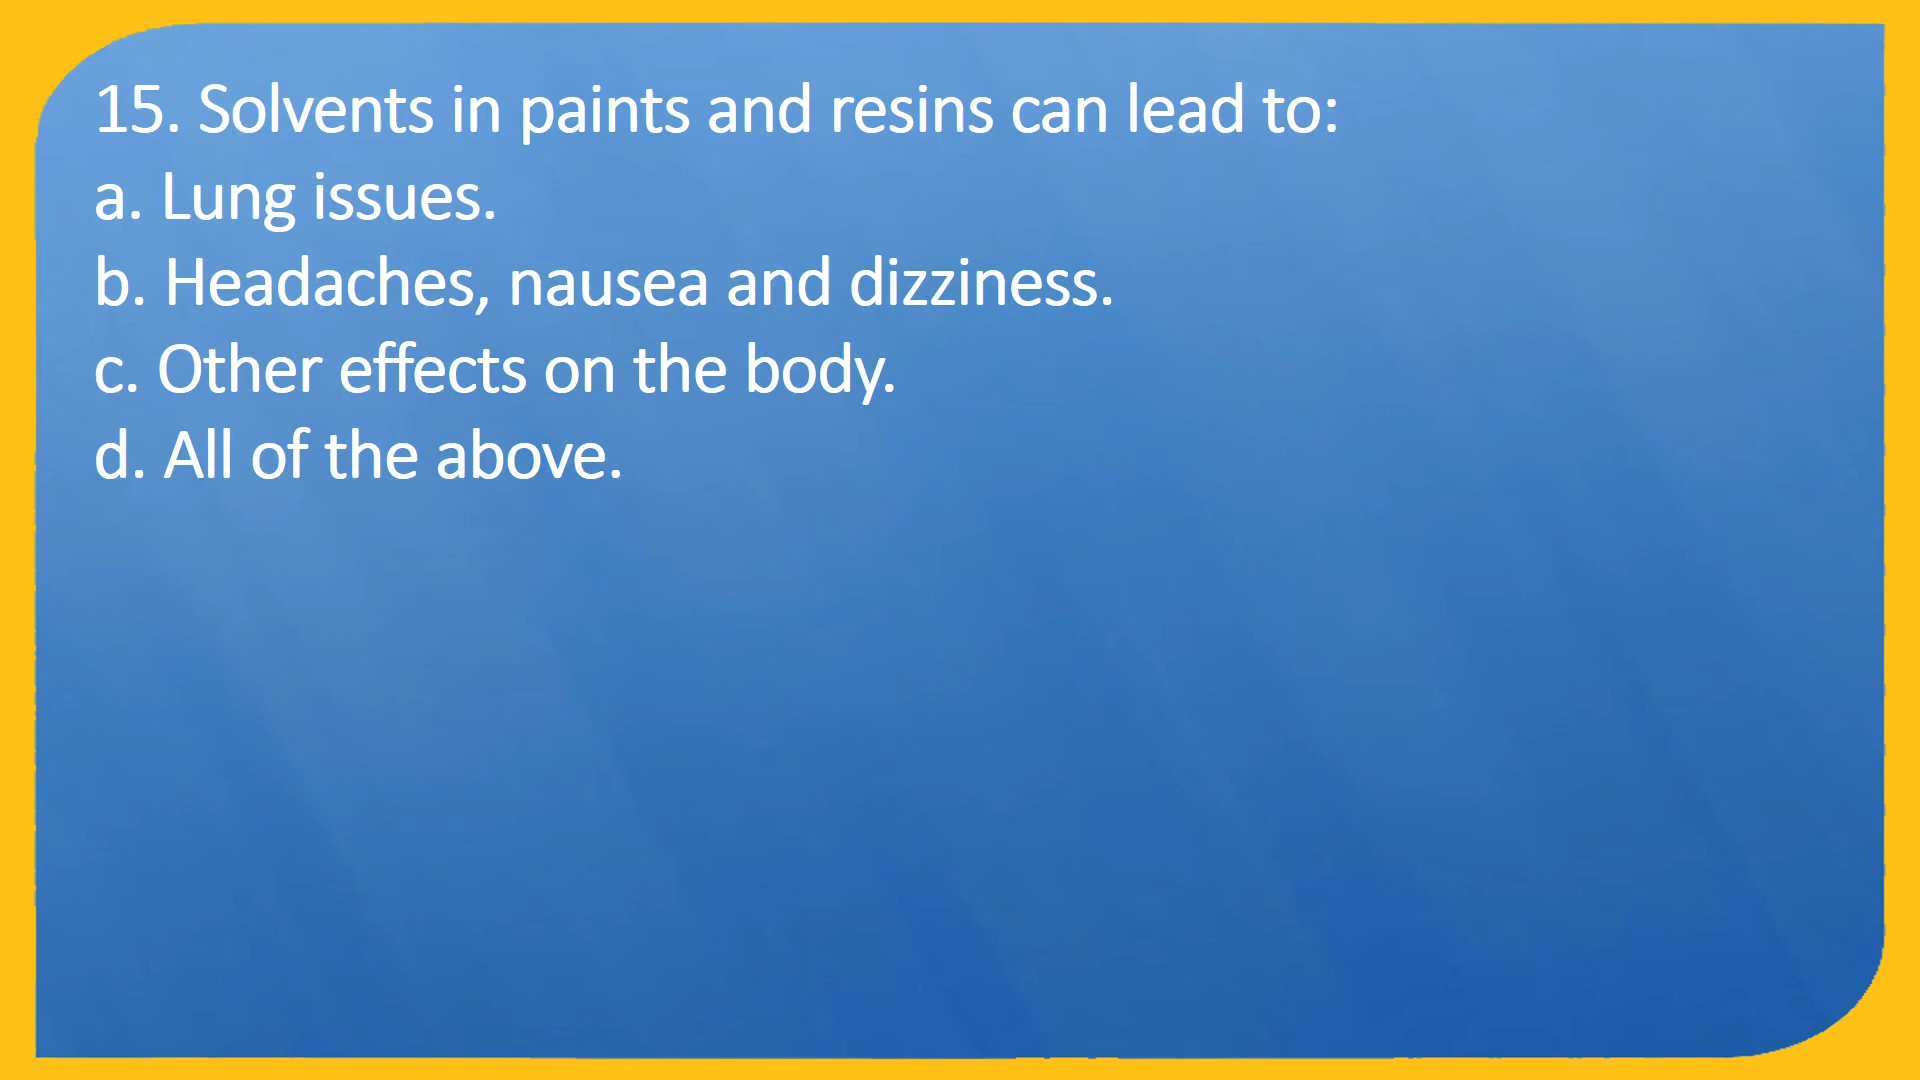 15. Solvents in paints and resins can lead to:
a. Lung issues.
b. Headaches, nausea and dizziness.
c. Other effects on the body.
d. All of the above.